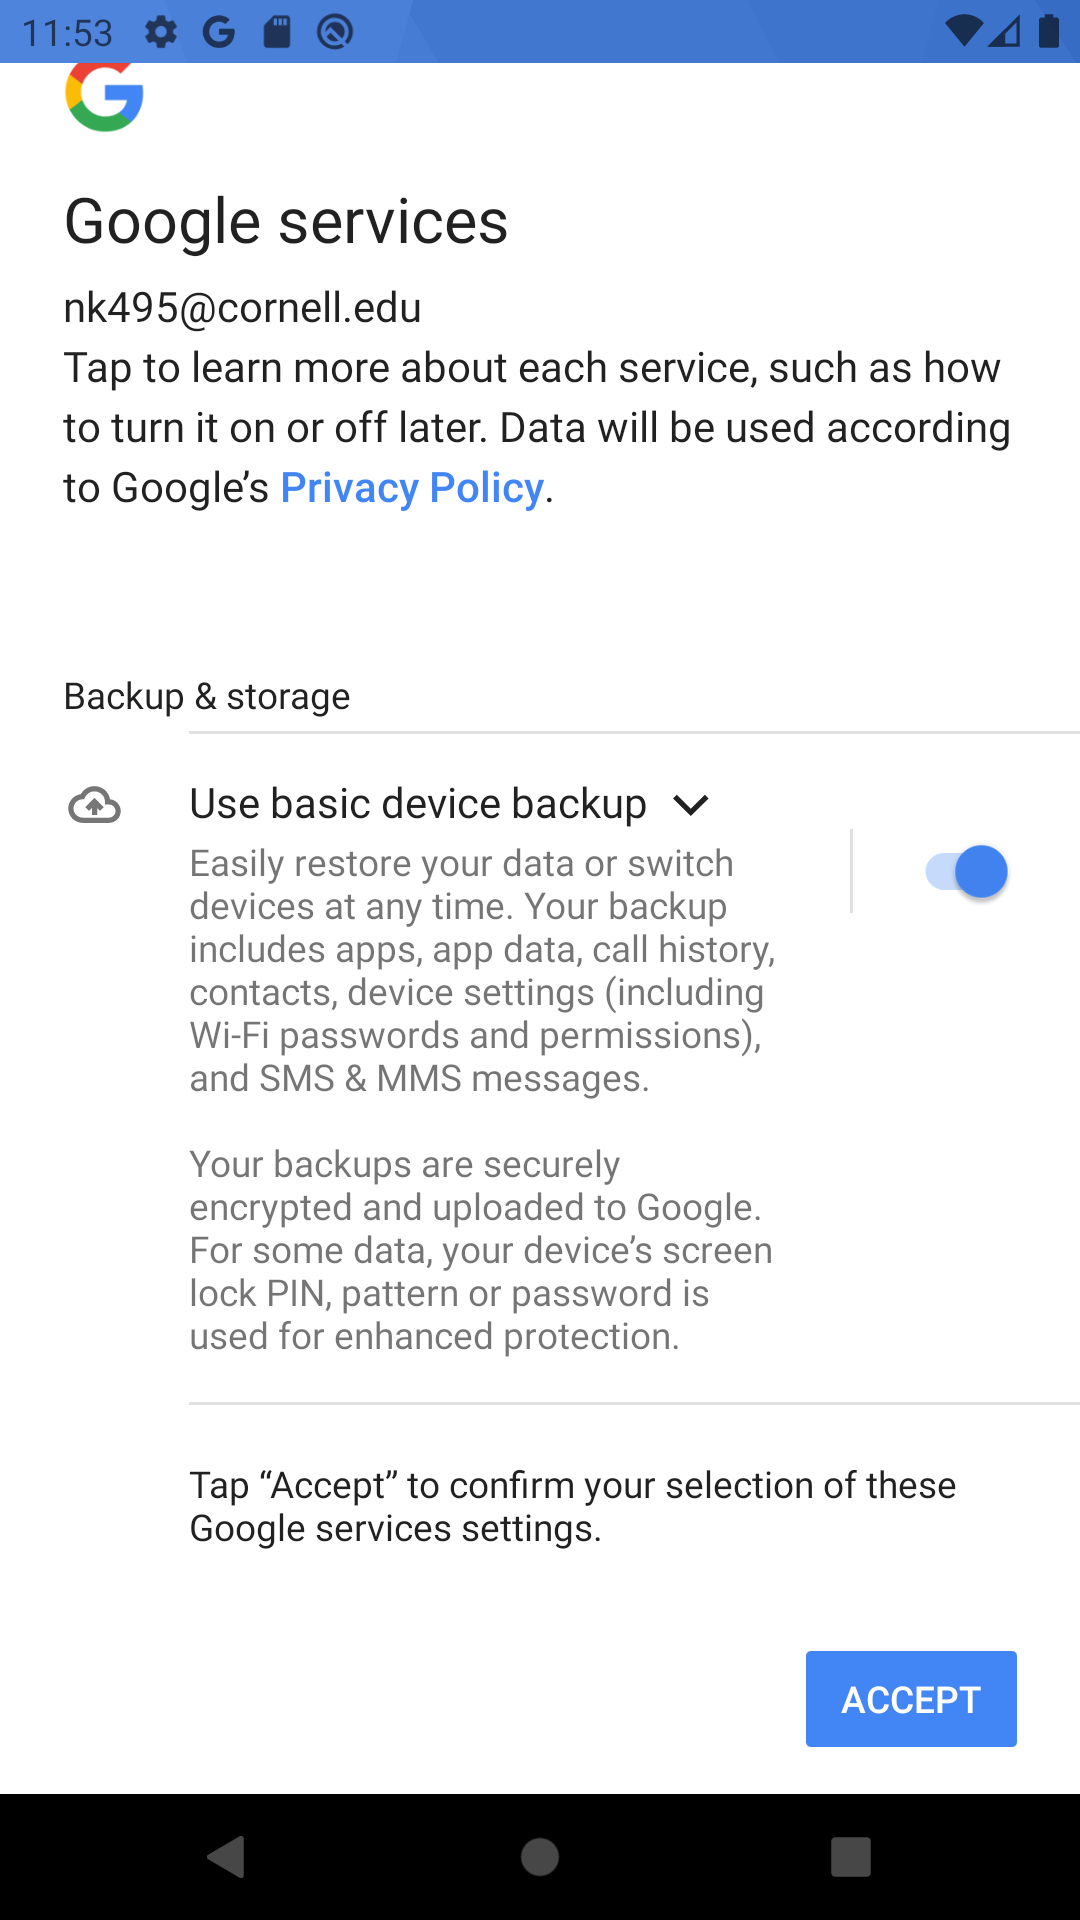 11:53
Google services
nk495@cornell.edu
Tap to learn more about each service, such as how
to turn it on or off later. Data will be used according
to Google’s Privacy Policy.
Backup & storage
Use basic device backup
Easily restore your data or switch
devices at any time. Your backup
includes apps, app data, call history,
contacts, device settings (including
Wi-Fi passwords and permissions),
and SMS & MMS messages.
Your backups are securely
encrypted and uploaded to Google.
For some data, your device’s screen
lock PIN, pattern or password is
used for enhanced protection.
Tap “Accept” to confirm your selection of these
Google services settings.
ACCEPT